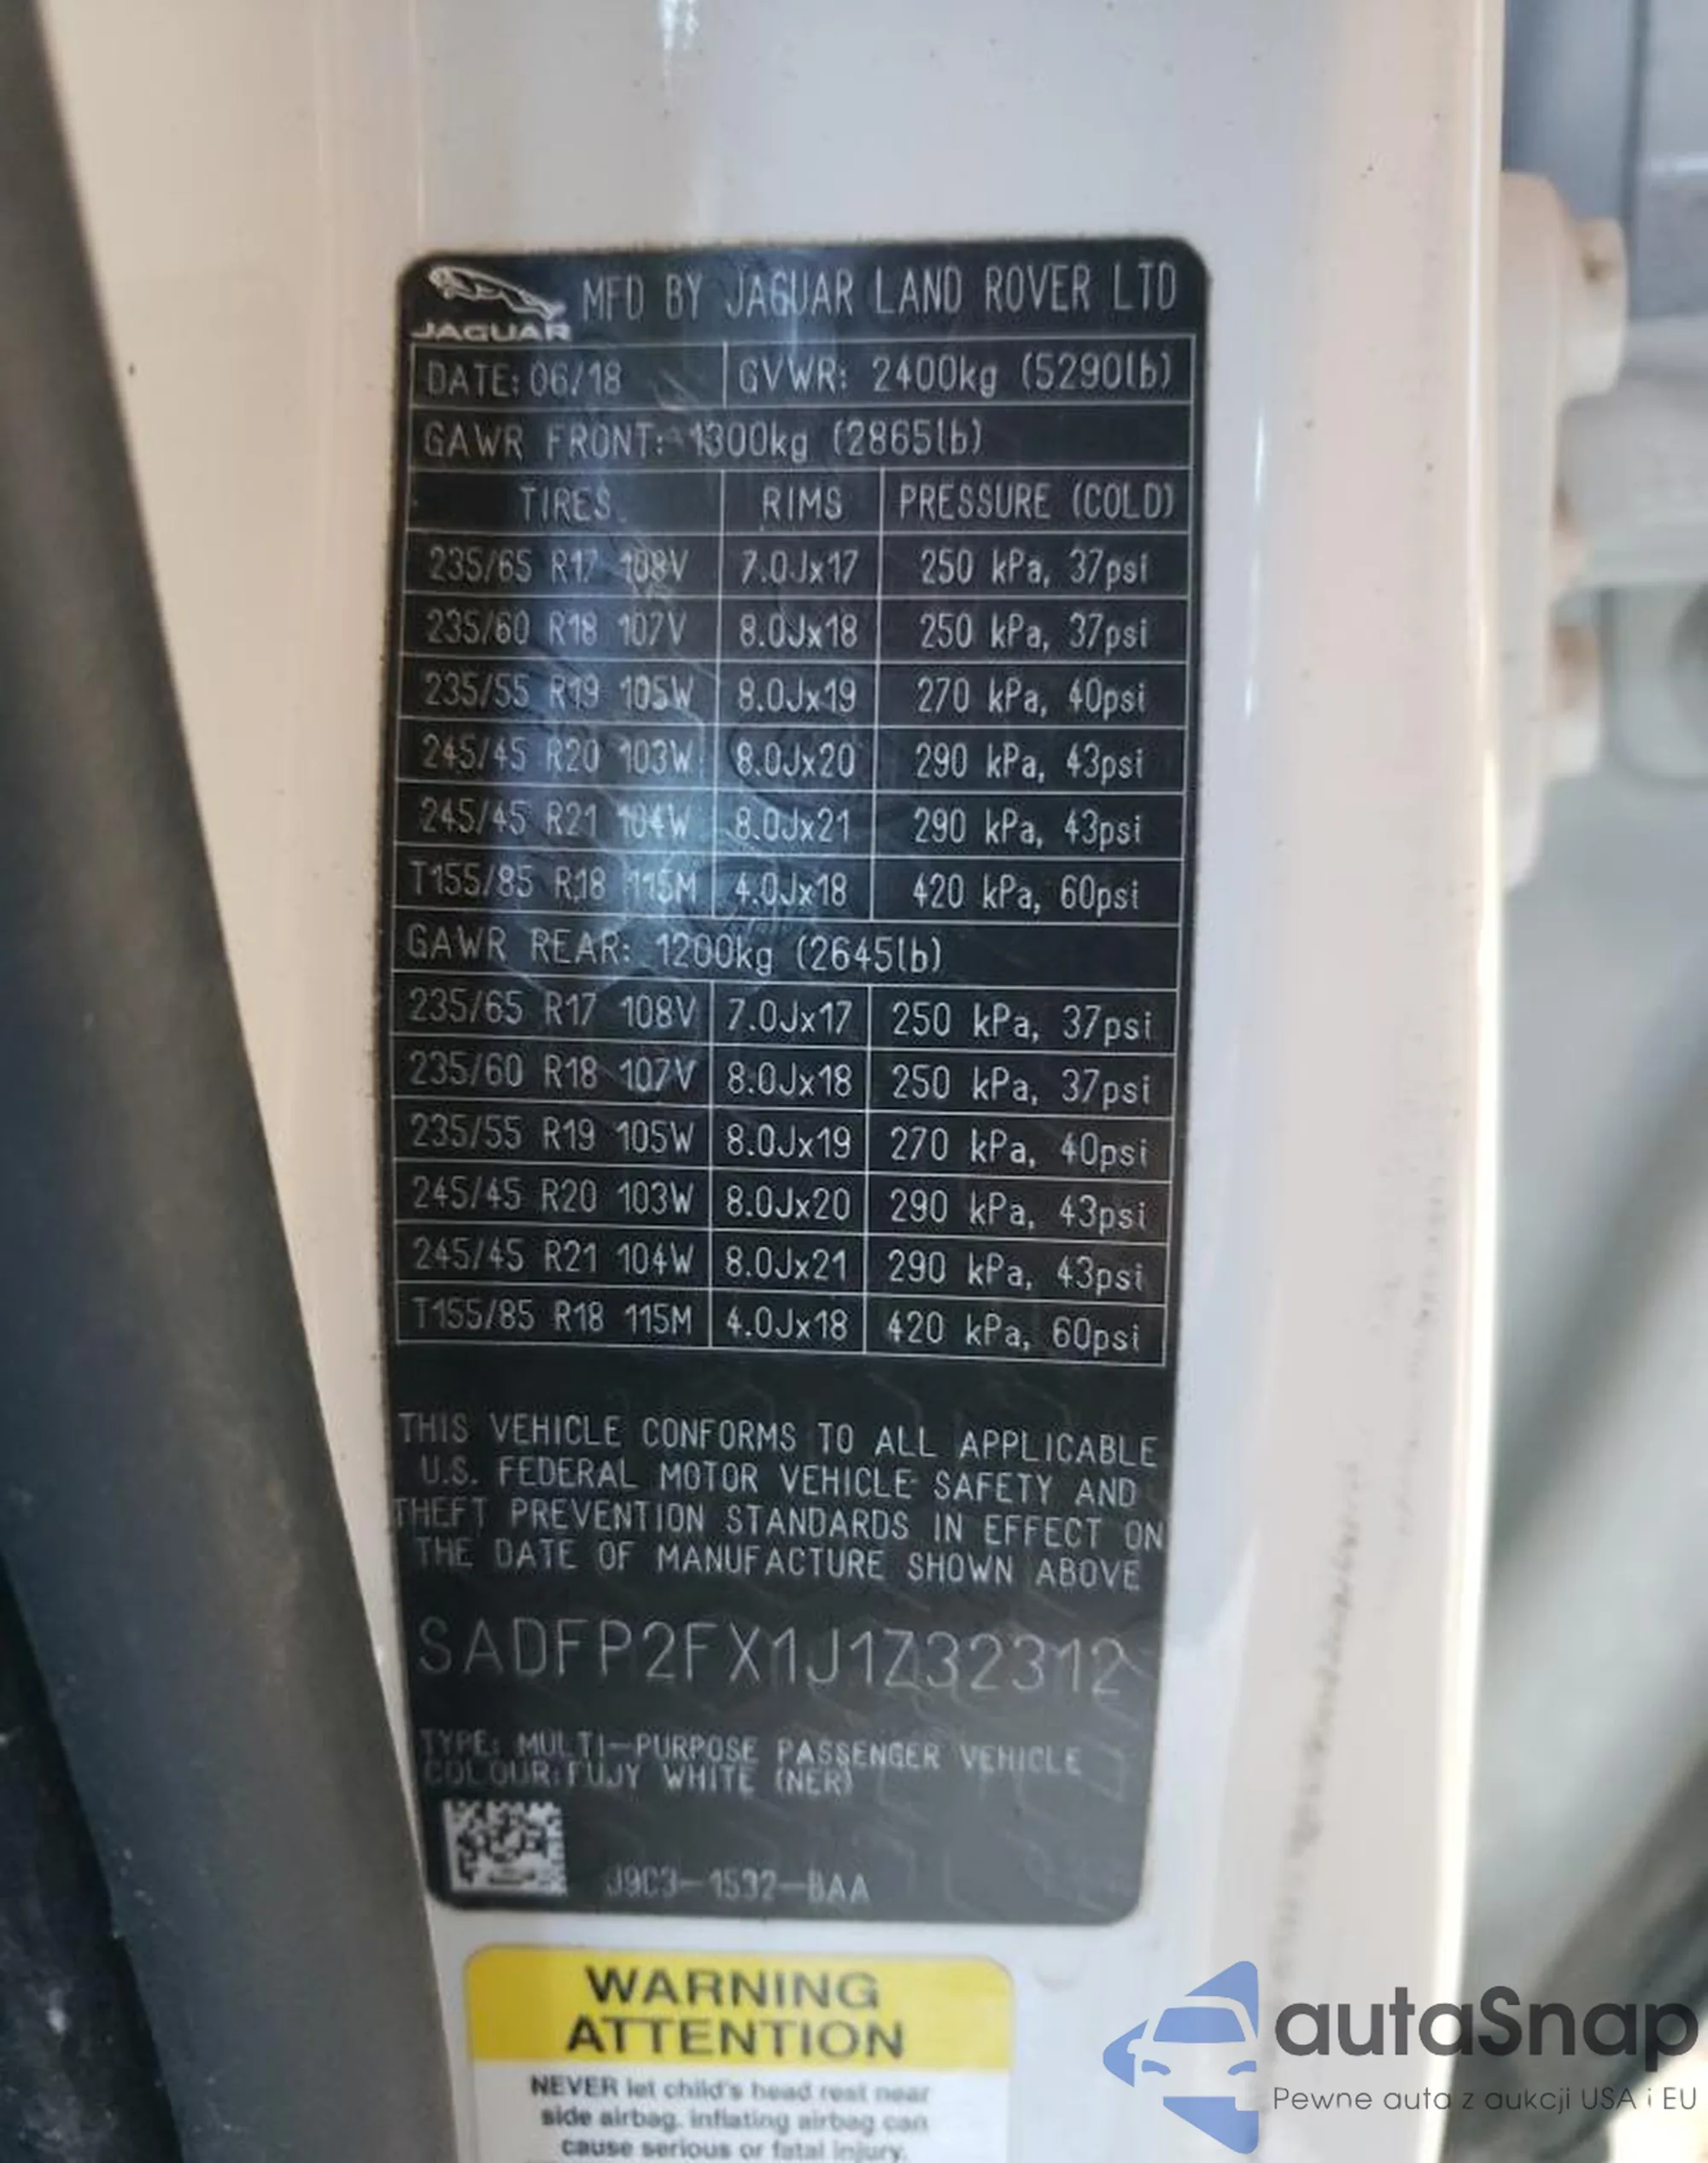 JAGUAR MFD BY JAGUAR LAND ROVER LTD
DATE: 06/18 GVWR: 2400kg (5290lb)
GAWR FRONT: 1300kg (2865lb)
TIRES RIMS PRESSURE (COLD)
235/65 R17 108V 7.0Jx17 250 kPa, 37psi
235/60 R18 107V 8.0Jx18 250 kPa, 37psi
235/55 R19 105W 8.0Jx19 270 kPa, 40psi
245/45 R20 103W 8.0Jx20 290 kPa, 43psi
245/45 R21 104W 8.0Jx21 290 kPa, 43psi
T155/85 R18 115M 4.0Jx18 420 kPa, 60psi
GAWR REAR: 1200kg (2645lb)
235/65 R17 108V 7.0Jx17 250 kPa, 37psi
235/60 R18 107V 8.0Jx18 250 kPa, 37psi
235/55 R19 105W 8.0Jx19 270 kPa, 40psi
245/45 R20 103W 8.0Jx20 290 kPa, 43psi
245/45 R21 104W 8.0Jx21 290 kPa, 43psi
T155/85 R18 115M 4.0Jx18 420 kPa, 60psi
THIS VEHICLE CONFORMS TO ALL APPLICABLE
U.S. FEDERAL MOTOR VEHICLE SAFETY AND
THEFT PREVENTION STANDARDS IN EFFECT ON
THE DATE OF MANUFACTURE SHOWN ABOVE
SADFP2FX1J1Z32312
TYPE: MULTI-PURPOSE PASSENGER VEHICLE
COLOUR: FUJY WHITE (NER)
J9C3-1532-BAA
WARNING
ATTENTION
NEVER let child's head rest near
side airbag, inflating airbag can
cause serious or fatal injury.
autaSnap
Pewne auta z aukcji USA i EU